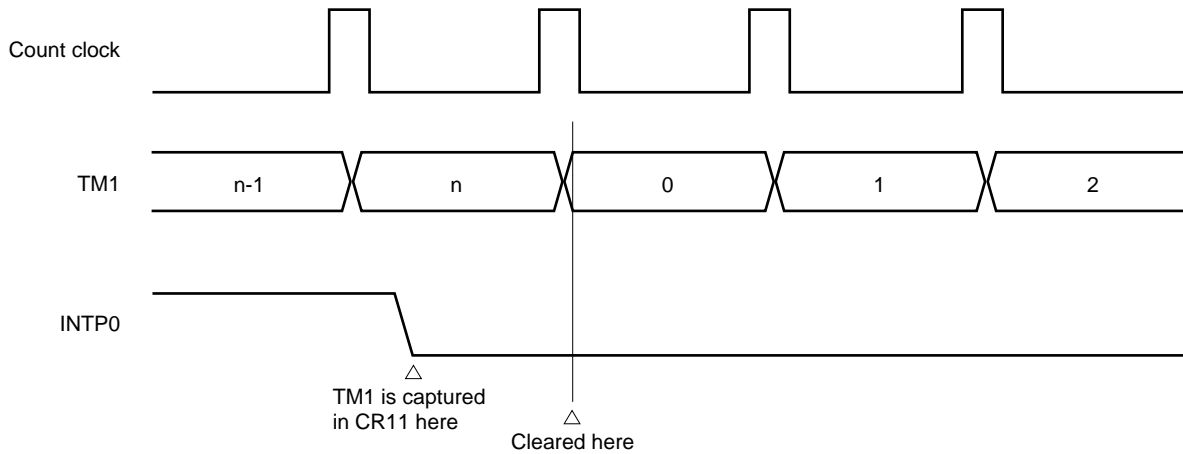 Count clock
TM1
n-1
n
0
1
2
INTP0
TM1 is captured
in CR11 here
Cleared here